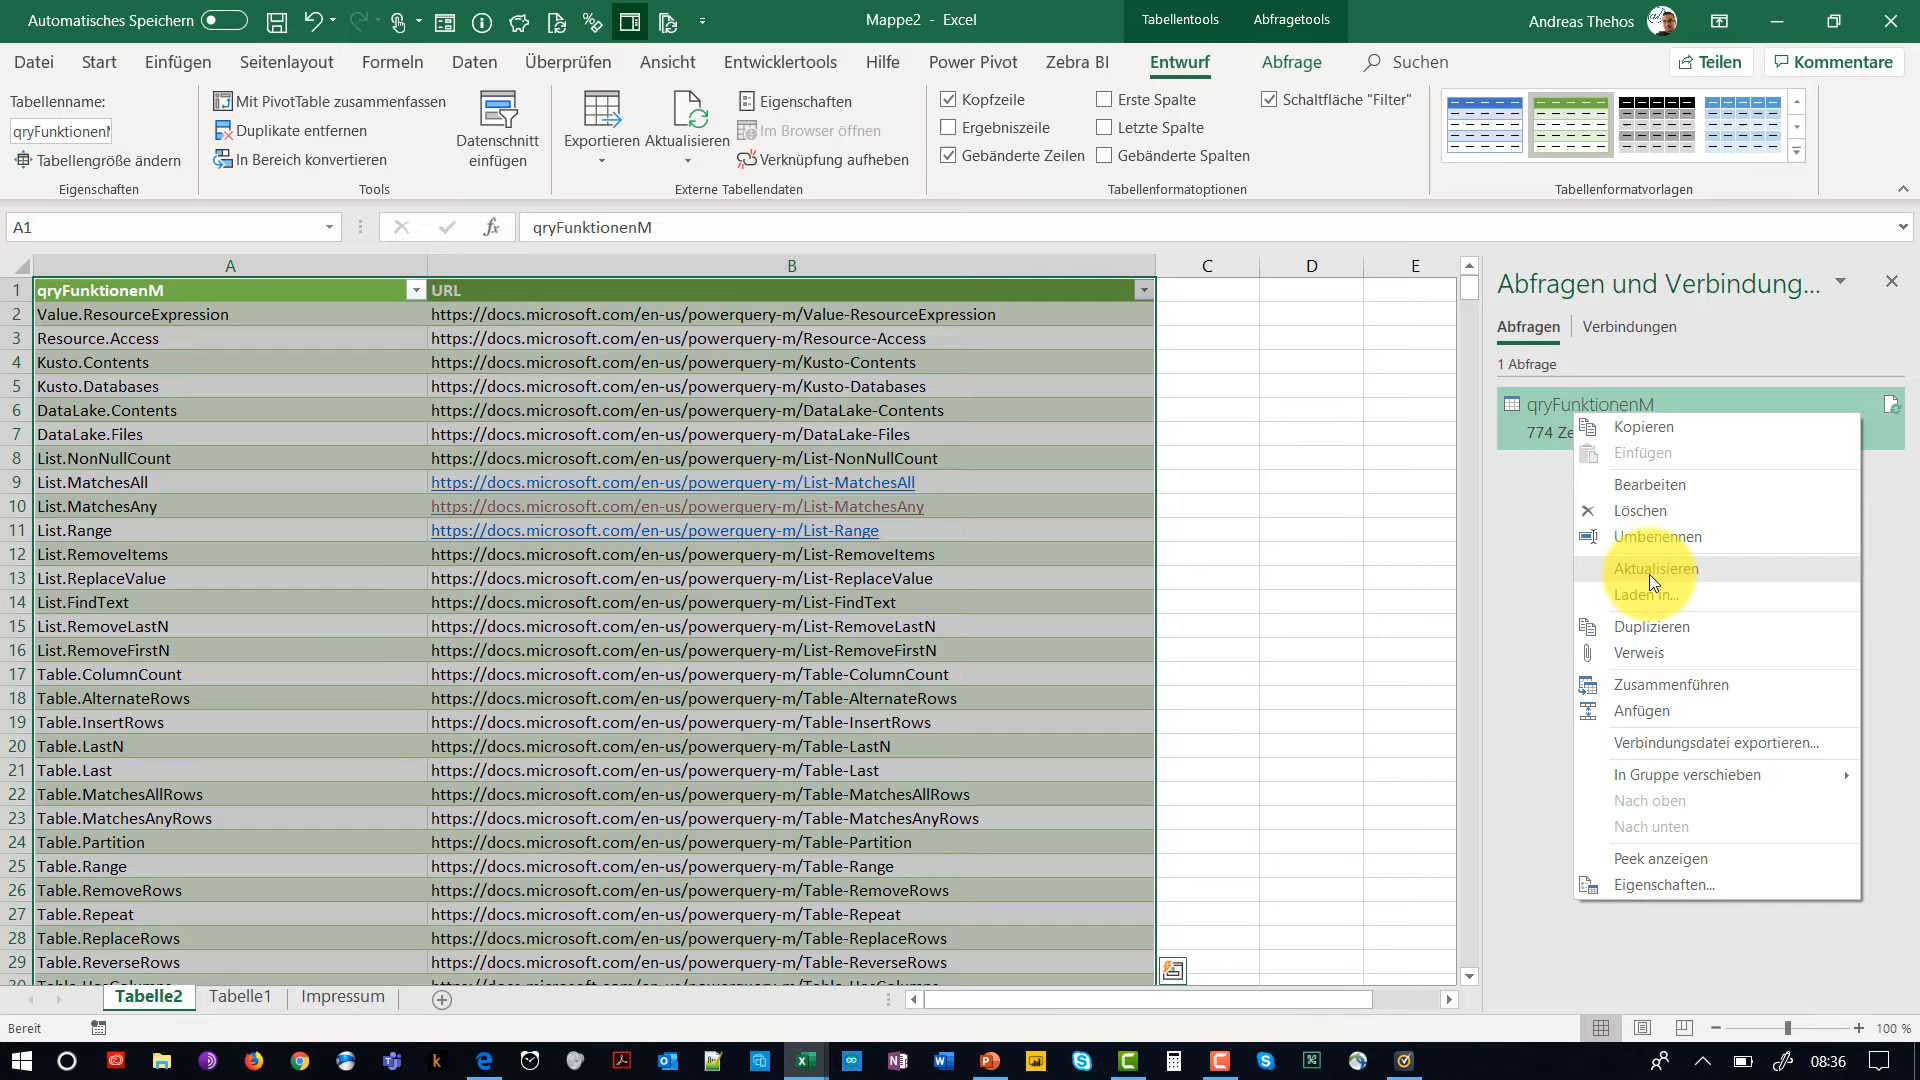 Automatisches Speichern
Mappe2 - Excel
Tabellentools
Abfragetools
Andreas Thehos
Datei Start Einfügen Seitenlayout Formeln Daten Überprüfen Ansicht Entwicklertools Hilfe Power Pivot Zebra BI Entwurf Abfrage Suchen Teilen Kommentare
Tabellenname:
qryFunktionenM
Tabellengröße ändern
Eigenschaften
Mit PivotTable zusammenfassen
Duplikate entfernen
In Bereich konvertieren
Datenschnitt
einfügen
Tools
Exportieren
Aktualisieren
Eigenschaften
Im Browser öffnen
Verknüpfung aufheben
Externe Tabellendaten
Kopfzeile
Ergebniszeile
Gebänderte Zeilen
Erste Spalte
Letzte Spalte
Gebänderte Spalten
Schaltfläche "Filter"
Tabellenformatoptionen
Tabellenformatvorlagen
A1
fx
qryFunktionenM
A B C D E
1 qryFunktionenM URL
2 Value.ResourceExpression https://docs.microsoft.com/en-us/powerquery-m/Value-ResourceExpression
3 Resource.Access https://docs.microsoft.com/en-us/powerquery-m/Resource-Access
4 Kusto.Contents https://docs.microsoft.com/en-us/powerquery-m/Kusto-Contents
5 Kusto.Databases https://docs.microsoft.com/en-us/powerquery-m/Kusto-Databases
6 DataLake.Contents https://docs.microsoft.com/en-us/powerquery-m/DataLake-Contents
7 DataLake.Files https://docs.microsoft.com/en-us/powerquery-m/DataLake-Files
8 List.NonNullCount https://docs.microsoft.com/en-us/powerquery-m/List-NonNullCount
9 List.MatchesAll https://docs.microsoft.com/en-us/powerquery-m/List-MatchesAll
10 List.MatchesAny https://docs.microsoft.com/en-us/powerquery-m/List-MatchesAny
11 List.Range https://docs.microsoft.com/en-us/powerquery-m/List-Range
12 List.RemoveItems https://docs.microsoft.com/en-us/powerquery-m/List-RemoveItems
13 List.ReplaceValue https://docs.microsoft.com/en-us/powerquery-m/List-ReplaceValue
14 List.FindText https://docs.microsoft.com/en-us/powerquery-m/List-FindText
15 List.RemoveLastN https://docs.microsoft.com/en-us/powerquery-m/List-RemoveLastN
16 List.RemoveFirstN https://docs.microsoft.com/en-us/powerquery-m/List-RemoveFirstN
17 Table.ColumnCount https://docs.microsoft.com/en-us/powerquery-m/Table-ColumnCount
18 Table.AlternateRows https://docs.microsoft.com/en-us/powerquery-m/Table-AlternateRows
19 Table.InsertRows https://docs.microsoft.com/en-us/powerquery-m/Table-InsertRows
20 Table.LastN https://docs.microsoft.com/en-us/powerquery-m/Table-LastN
21 Table.Last https://docs.microsoft.com/en-us/powerquery-m/Table-Last
22 Table.MatchesAllRows https://docs.microsoft.com/en-us/powerquery-m/Table-MatchesAllRows
23 Table.MatchesAnyRows https://docs.microsoft.com/en-us/powerquery-m/Table-MatchesAnyRows
24 Table.Partition https://docs.microsoft.com/en-us/powerquery-m/Table-Partition
25 Table.Range https://docs.microsoft.com/en-us/powerquery-m/Table-Range
26 Table.RemoveRows https://docs.microsoft.com/en-us/powerquery-m/Table-RemoveRows
27 Table.Repeat https://docs.microsoft.com/en-us/powerquery-m/Table-Repeat
28 Table.ReplaceRows https://docs.microsoft.com/en-us/powerquery-m/Table-ReplaceRows
29 Table.ReverseRows https://docs.microsoft.com/en-us/powerquery-m/Table-ReverseRows
Abfragen und Verbindung...
Abfragen Verbindungen
1 Abfrage
qryFunktionenM
774 Ze
Kopieren
Einfügen
Bearbeiten
Löschen
Umbenennen
Aktualisieren
Laden in...
Duplizieren
Verweis
Zusammenführen
Anfügen
Verbindungsdatei exportieren...
In Gruppe verschieben
Nach oben
Nach unten
Peek anzeigen
Eigenschaften...
Tabelle2 Tabelle1 Impressum
Bereit
100 %
08:36